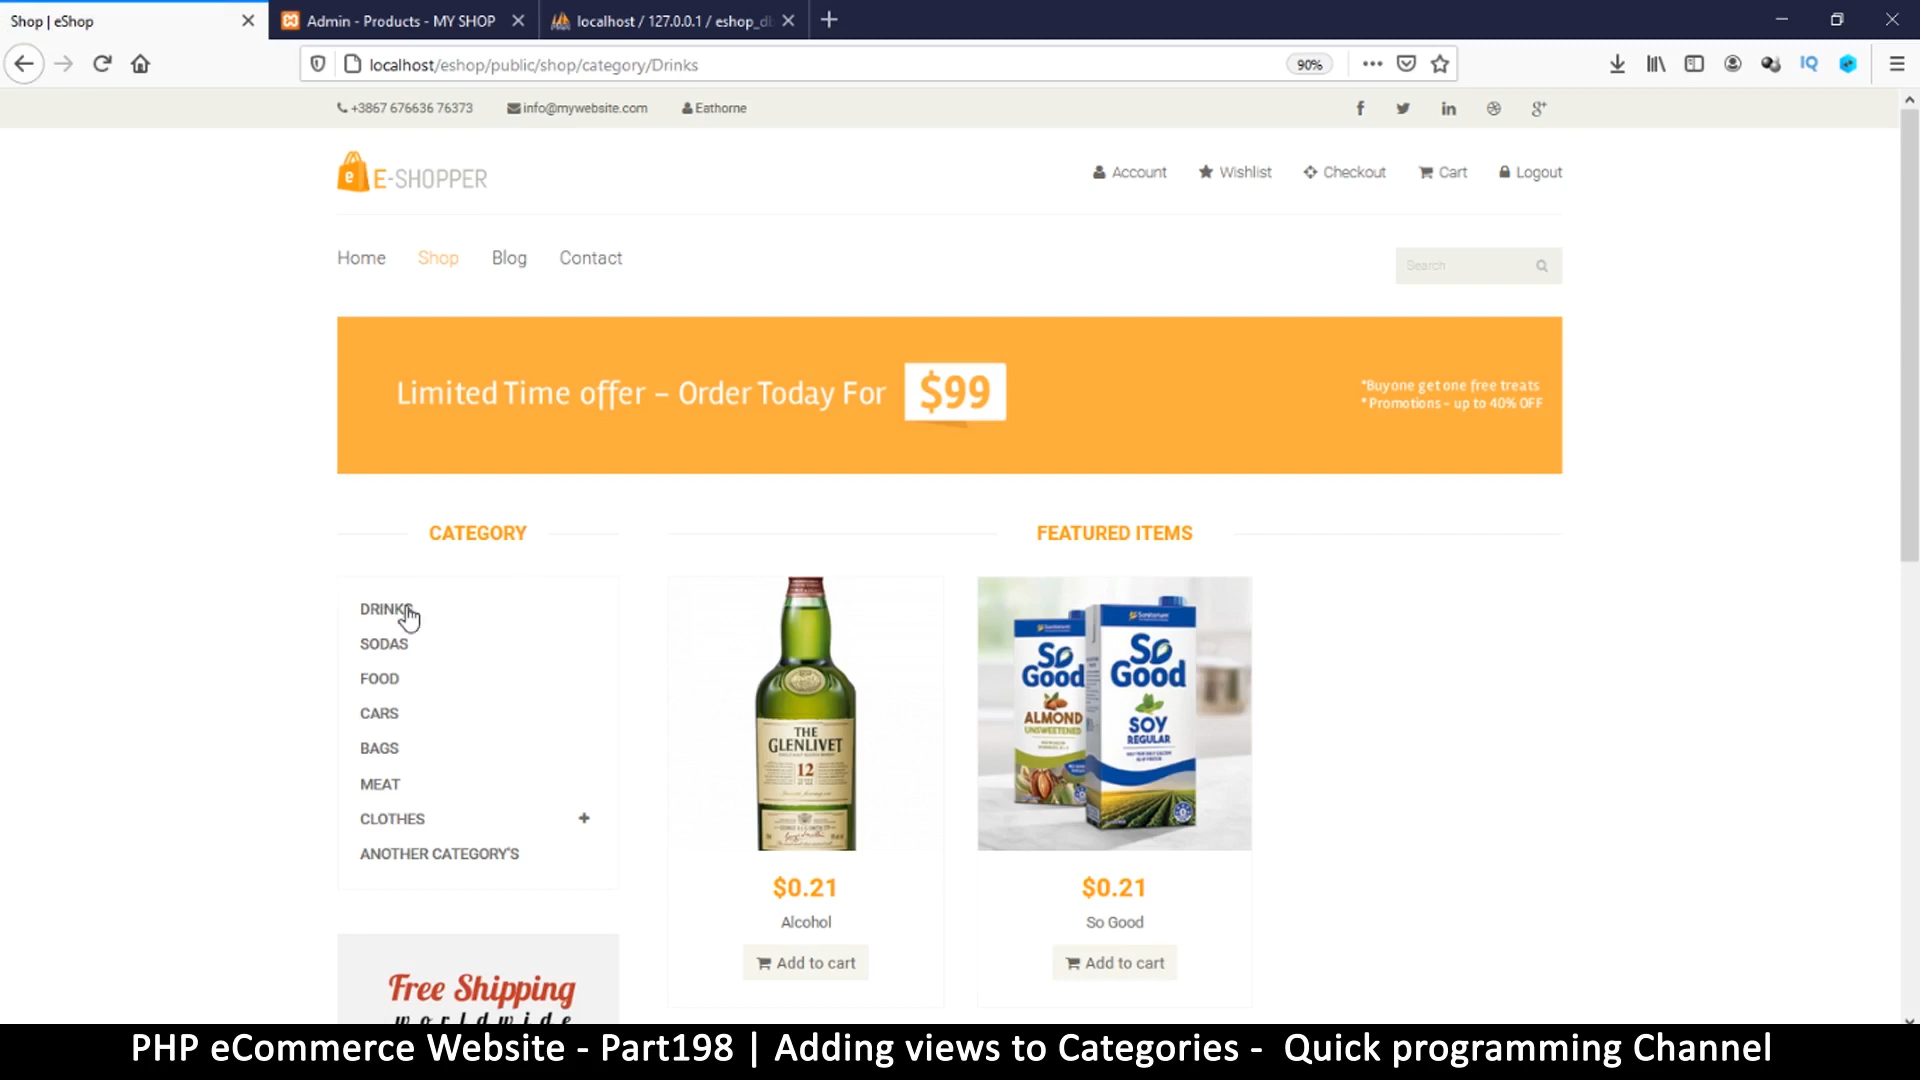 Shop | eShop
Admin - Products - MY SHOP
localhost / 127.0.0.1 / eshop_db
localhost/eshop/public/shop/category/Drinks
90%
IQ
+3867 676636 76373
info@mywebsite.com
Eathorne
e E-SHOPPER
Account
Wishlist
Checkout
Cart
Logout
Home
Shop
Blog
Contact
Search
Limited Time offer – Order Today For $99
*Buy one get one free treats
* Promotions – up to 40% OFF
CATEGORY
FEATURED ITEMS
DRINKS
SODAS
FOOD
CARS
BAGS
MEAT
CLOTHES +
ANOTHER CATEGORY'S
THE
GLENLIVET
12
Sanitarium
So
Good
ALMOND
UNSWEETENED
Sanitarium
So
Good
SOY
REGULAR
$0.21
Alcohol
Add to cart
$0.21
So Good
Add to cart
Free Shipping
worldwide
PHP eCommerce Website - Part198 | Adding views to Categories - Quick programming Channel